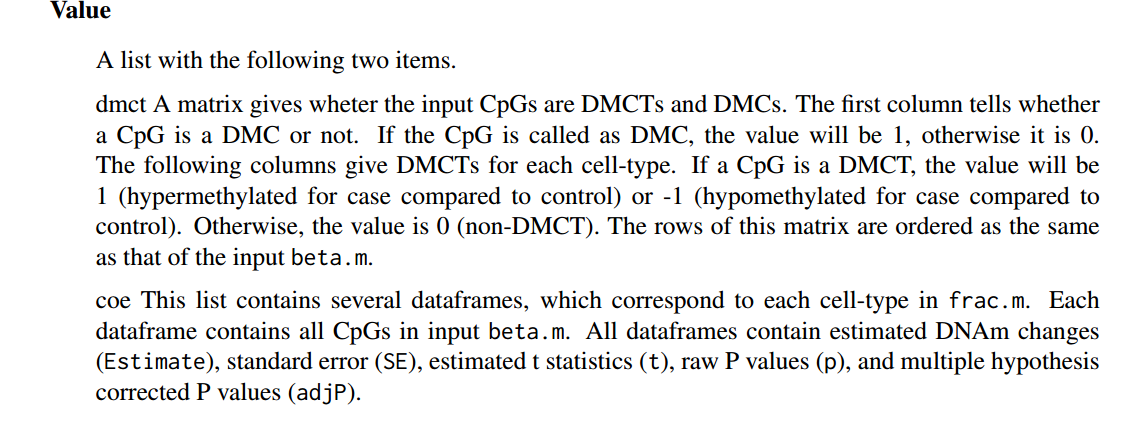 Value
A list with the following two items.
dmct A matrix gives wheter the input CpGs are DMCTs and DMCs. The first column tells whether
a CpG is a DMC or not. If the CpG is called as DMC, the value will be 1, otherwise it is 0.
The following columns give DMCTs for each cell-type. If a CpG is a DMCT, the value will be
1 (hypermethylated for case compared to control) or -1 (hypomethylated for case compared to
control). Otherwise, the value is 0 (non-DMCT). The rows of this matrix are ordered as the same
as that of the input beta.m.
coe This list contains several dataframes, which correspond to each cell-type in frac.m. Each
dataframe contains all CpGs in input beta.m. All dataframes contain estimated DNAm changes
(Estimate), standard error (SE), estimated t statistics (t), raw P values (p), and multiple hypothesis
corrected P values (adjP).